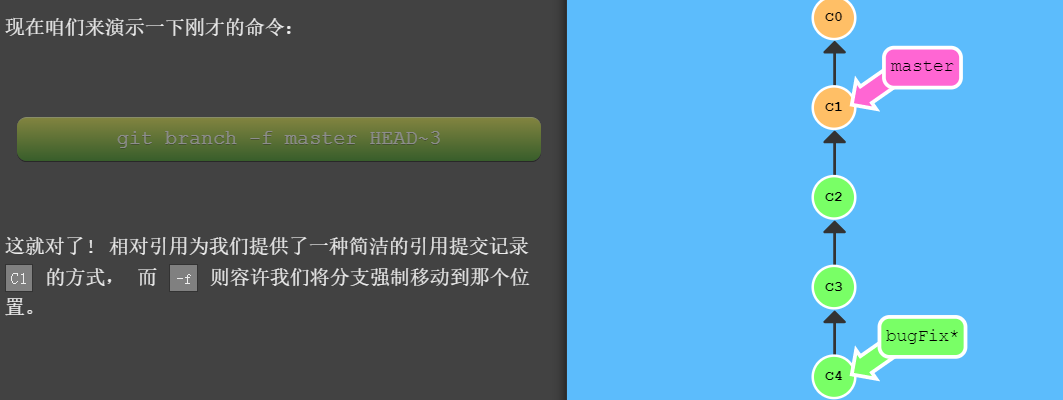 现在咱们来演示一下刚才的命令:
git branch -f master HEAD~3
这就对了! 相对引用为我们提供了一种简洁的引用提交记录
C1 的方式, 而 -f 则容许我们将分支强制移动到那个位
置。
C0
master
C1
C2
C3
bugFix*
C4